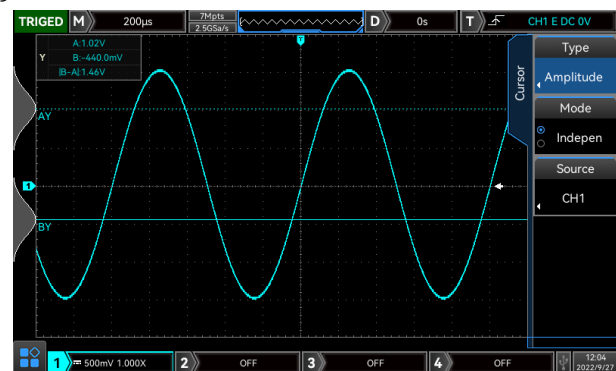 TRIGED M 200μs 7Mpts D 0s T CH1 E DC 0V
2.5GSa/s
A:1.02V
Y B:-440.0mV
|B-A|:1.46V
T
AY
1
BY
Cursor
Type
Amplitude
Mode
Indepen
Source
CH1
1 500mV 1.000X 2 OFF 3 OFF 4 OFF 12:04
2022/9/27